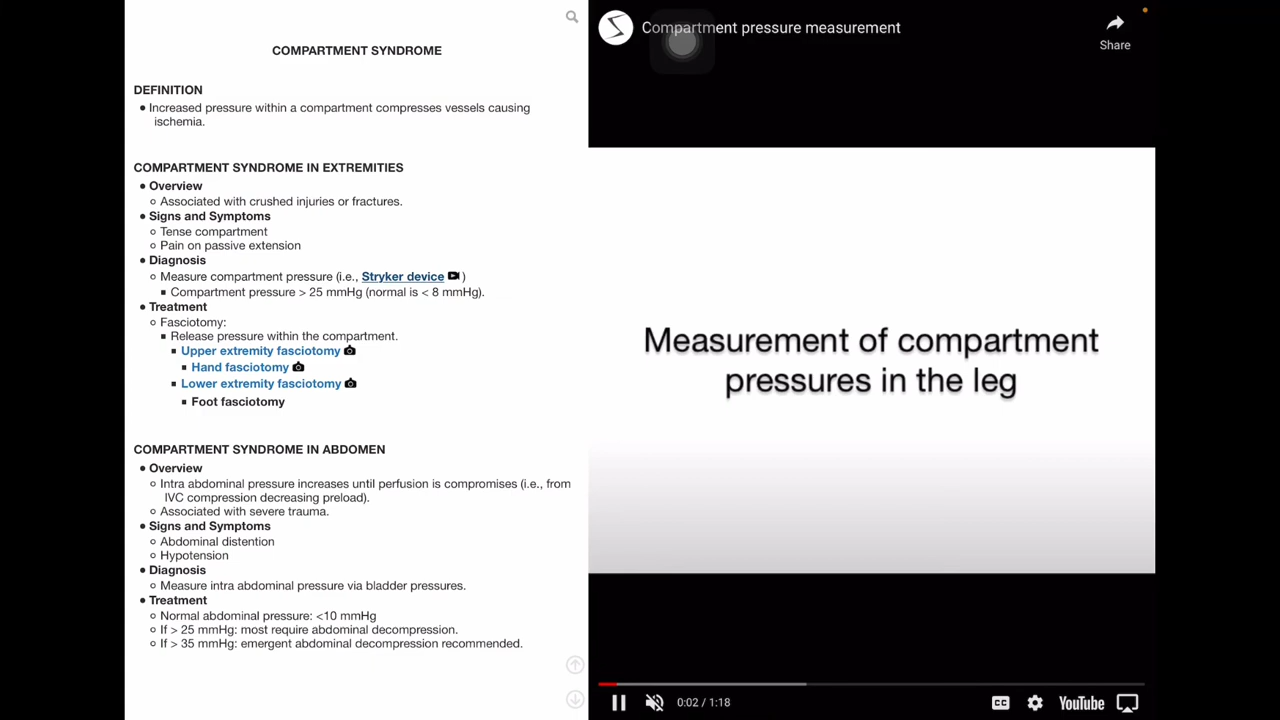 COMPARTMENT SYNDROME
DEFINITION
• Increased pressure within a compartment compresses vessels causing
ischemia.
COMPARTMENT SYNDROME IN EXTREMITIES
• Overview
Associated with crushed injuries or fractures.
• Signs and Symptoms
Tense compartment
Pain on passive extension
• Diagnosis
Measure compartment pressure (i.e., Stryker device )
▪ Compartment pressure > 25 mmHg (normal is < 8 mmHg).
• Treatment
Fasciotomy:
▪ Release pressure within the compartment.
▪ Upper extremity fasciotomy
▪ Hand fasciotomy
▪ Lower extremity fasciotomy
▪ Foot fasciotomy
COMPARTMENT SYNDROME IN ABDOMEN
• Overview
Intra abdominal pressure increases until perfusion is compromises (i.e., from
IVC compression decreasing preload).
Associated with severe trauma.
• Signs and Symptoms
Abdominal distention
Hypotension
• Diagnosis
Measure intra abdominal pressure via bladder pressures.
• Treatment
Normal abdominal pressure: <10 mmHg
If > 25 mmHg: most require abdominal decompression.
If > 35 mmHg: emergent abdominal decompression recommended.
Compartment pressure measurement
Share
Measurement of compartment
pressures in the leg
0:02 / 1:18
CC
YouTube